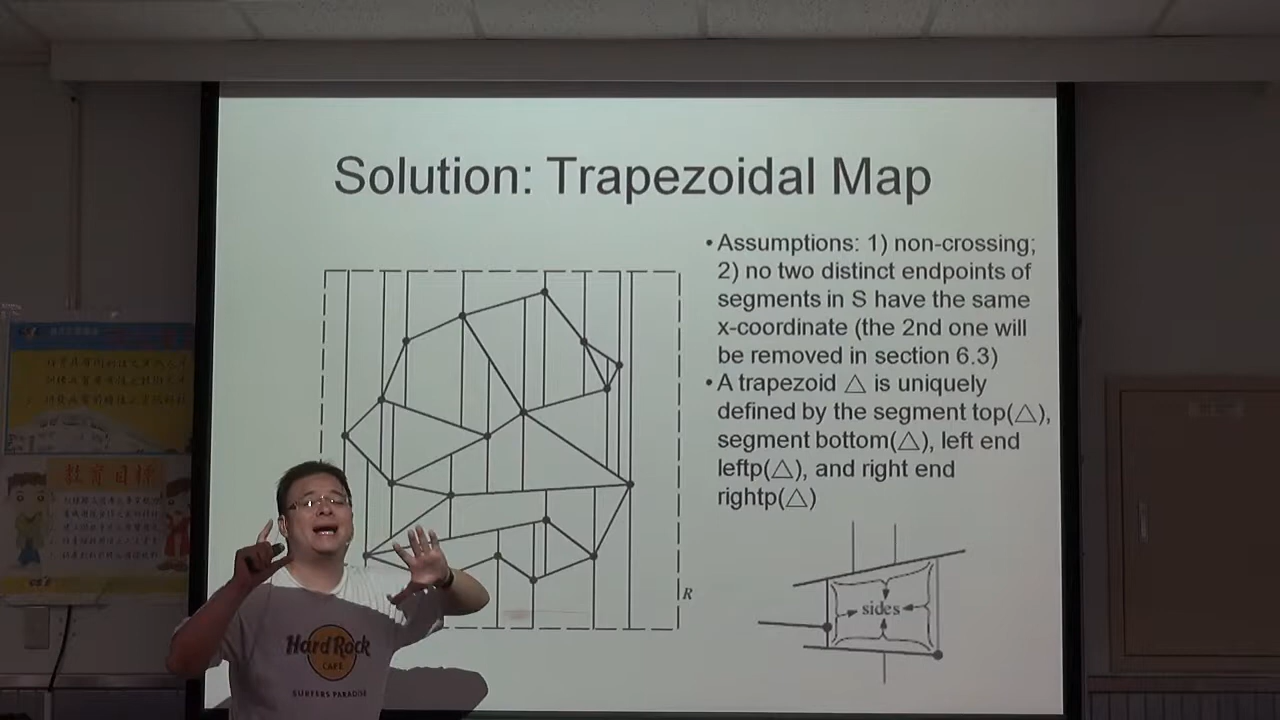 Solution: Trapezoidal Map
• Assumptions: 1) non-crossing;
2) no two distinct endpoints of
segments in S have the same
x-coordinate (the 2nd one will
be removed in section 6.3)
• A trapezoid △ is uniquely
defined by the segment top(△),
segment bottom(△), left end
leftp(△), and right end
rightp(△)
R
sides
教育目標
Hard Rock
CAFE
SURFERS PARADISE